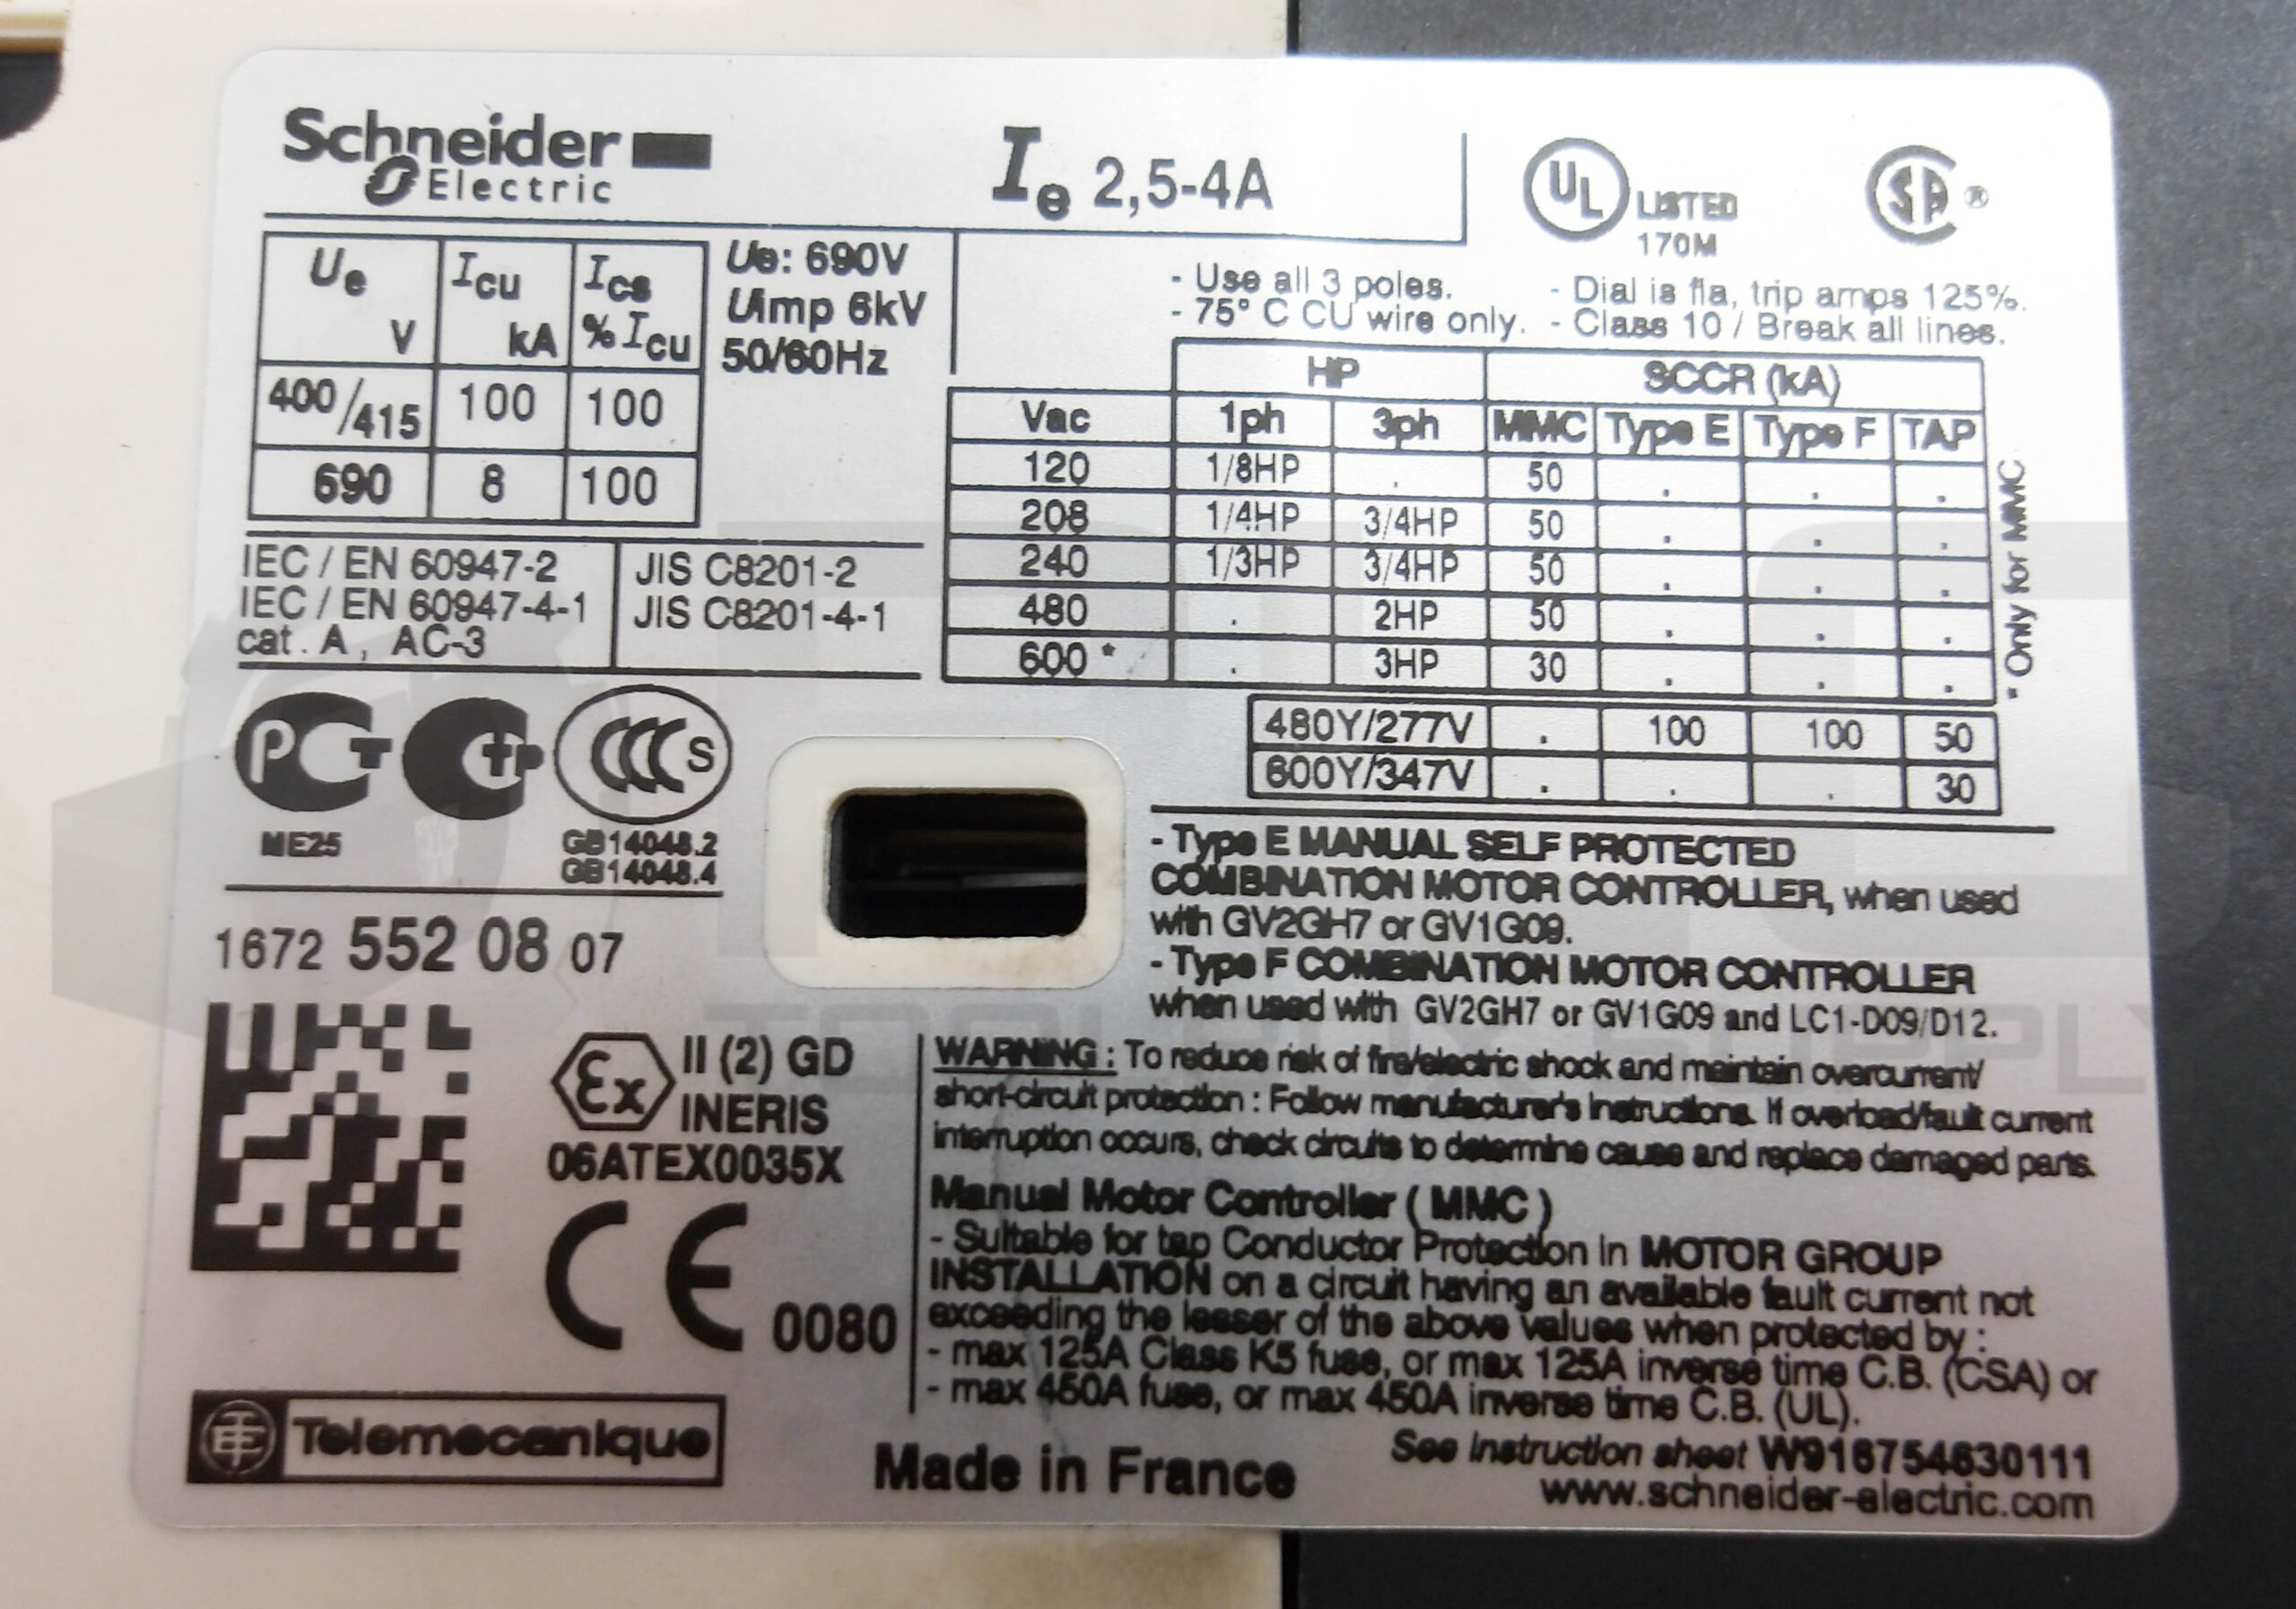 Schneider
Electric
Ie 2,5-4A
UL LISTED
170M
SA ®
Ue V Icu kA Ics % Icu
400/415 100 100
690 8 100
Ue: 690V
Uimp 6kV
50/60Hz
- Use all 3 poles.
- 75° C CU wire only.
- Dial is fla, trip amps 125%.
- Class 10 / Break all lines.
HP SCCR (kA)
Vac 1ph 3ph MMC Type E Type F TAP
120 1/8HP . 50 . . .
208 1/4HP 3/4HP 50 . . .
240 1/3HP 3/4HP 50 . . .
480 . 2HP 50 . . .
600 * . 3HP 30 . . .
* Only for MMC
480Y/277V . 100 100 50
600Y/347V . . . 30
IEC / EN 60947-2
IEC / EN 60947-4-1
cat. A, AC-3
JIS C8201-2
JIS C8201-4-1
PCT
ME25
CCC S
GB14048.2
GB14048.4
1672 552 08 07
- Type E MANUAL SELF PROTECTED
COMBINATION MOTOR CONTROLLER, when used
with GV2GH7 or GV1G09.
- Type F COMBINATION MOTOR CONTROLLER
when used with GV2GH7 or GV1G09 and LC1-D09/D12.
Ex II (2) GD
INERIS
06ATEX0035X
CE 0080
WARNING : To reduce risk of fire/electric shock and maintain overcurrent/
short-circuit protection : Follow manufacturer's instructions. If overload/fault current
interruption occurs, check circuits to determine cause and replace damaged parts.
Manual Motor Controller ( MMC )
- Suitable for tap Conductor Protection in MOTOR GROUP
INSTALLATION on a circuit having an available fault current not
exceeding the lesser of the above values when protected by :
- max 125A Class K5 fuse, or max 125A inverse time C.B. (CSA) or
- max 450A fuse, or max 450A inverse time C.B. (UL).
Telemecanique
Made in France
See instruction sheet W916754630111
www.schneider-electric.com